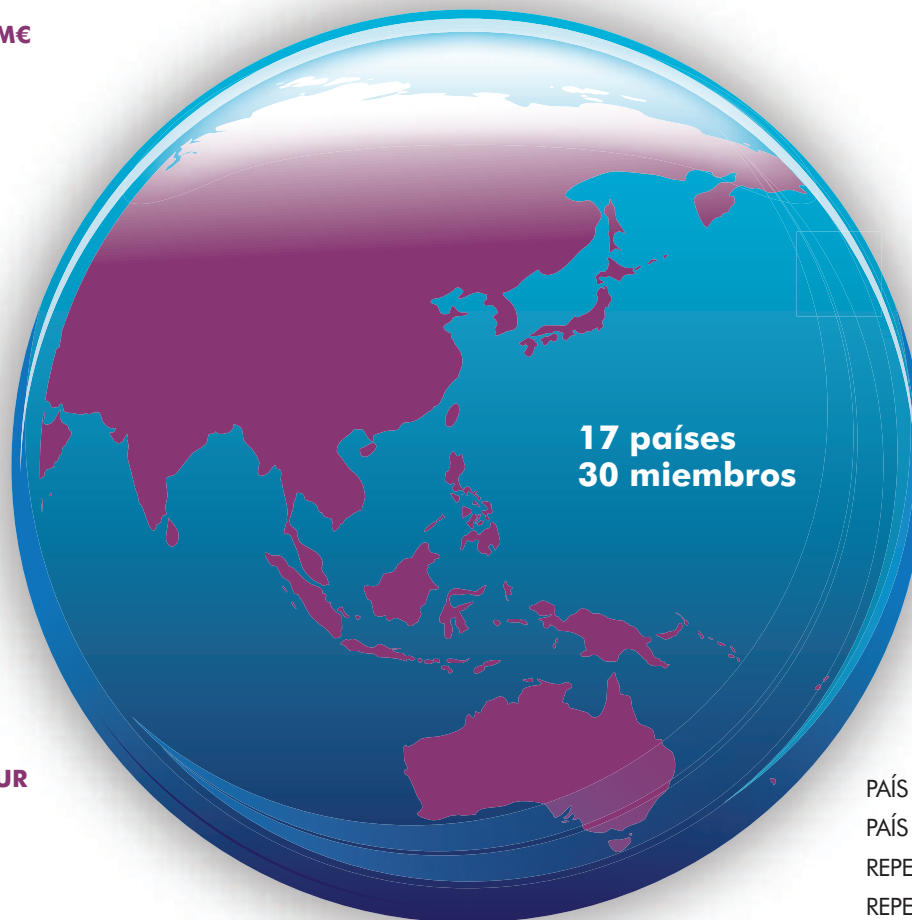 M€
17 países
30 miembros
UR
PAÍS
PAÍS
REPE
REPE